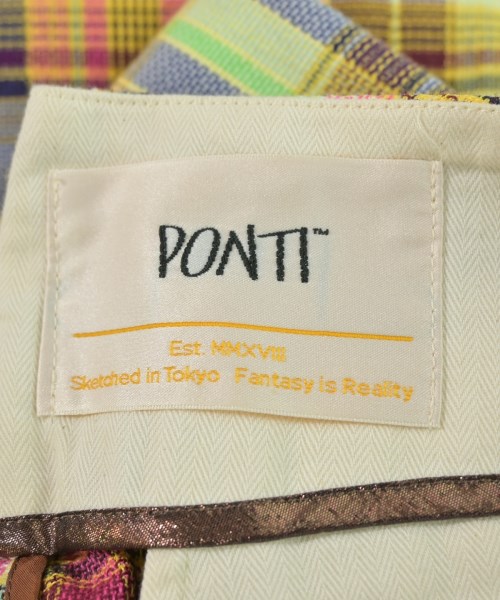 PONTI™
Est. MMXVIII
Sketched in Tokyo Fantasy is Reality